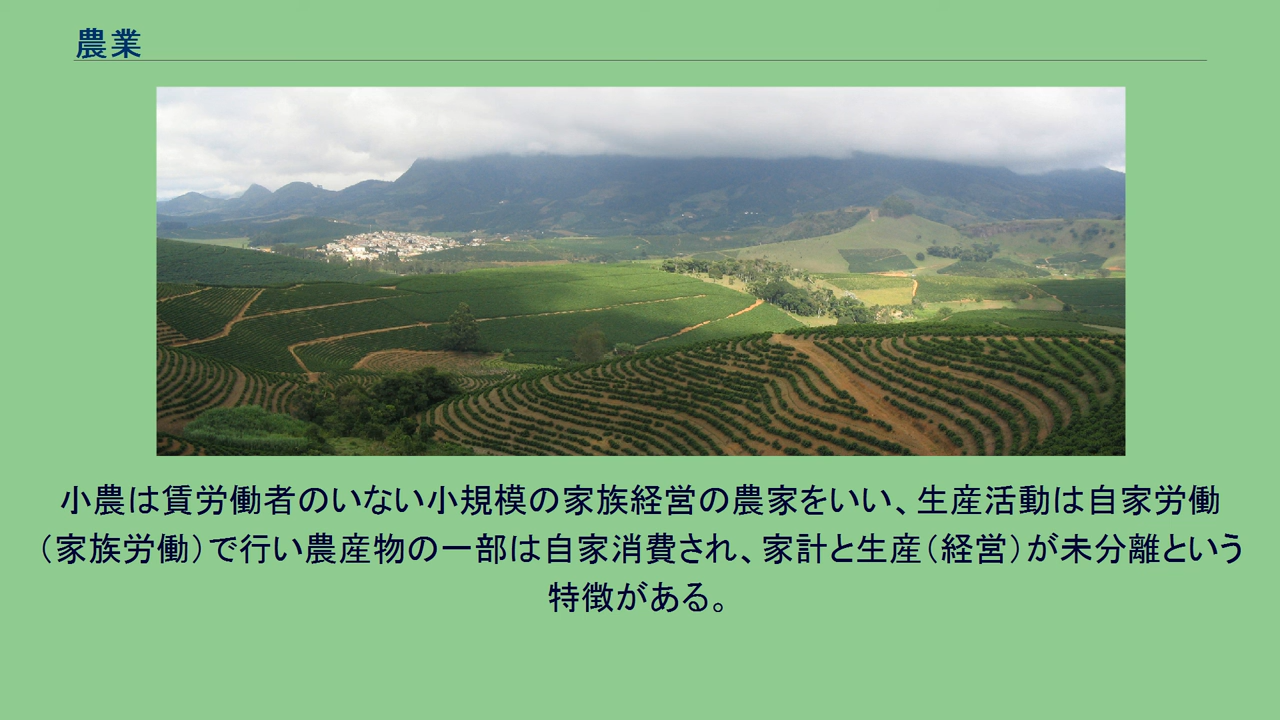 農業
小農は賃労働者のいない小規模の家族経営の農家をいい、生産活動は自家労働
（家族労働）で行い農産物の一部は自家消費され、家計と生産（経営）が未分離という
特徴がある。